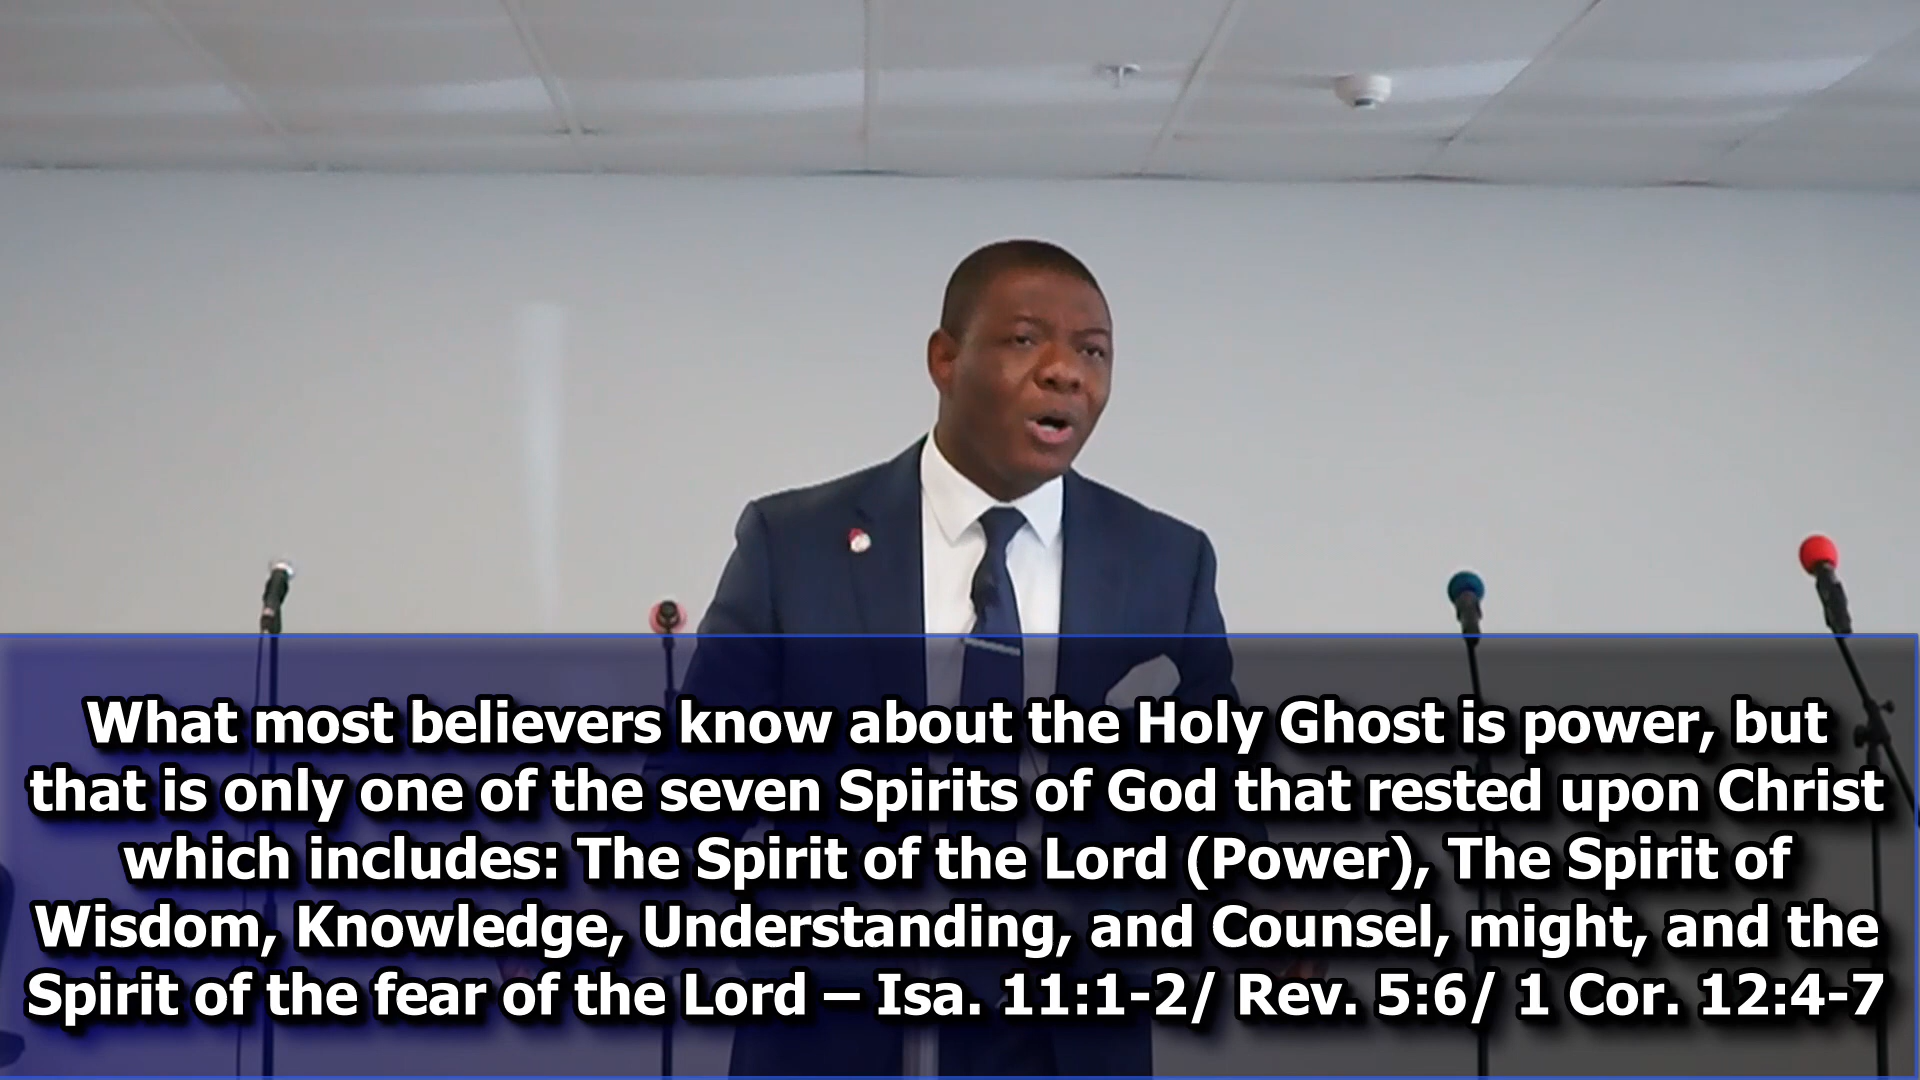 What most believers know about the Holy Ghost is power, but
that is only one of the seven Spirits of God that rested upon Christ
which includes: The Spirit of the Lord (Power), The Spirit of
Wisdom, Knowledge, Understanding, and Counsel, might, and the
Spirit of the fear of the Lord – Isa. 11:1-2/ Rev. 5:6/ 1 Cor. 12:4-7